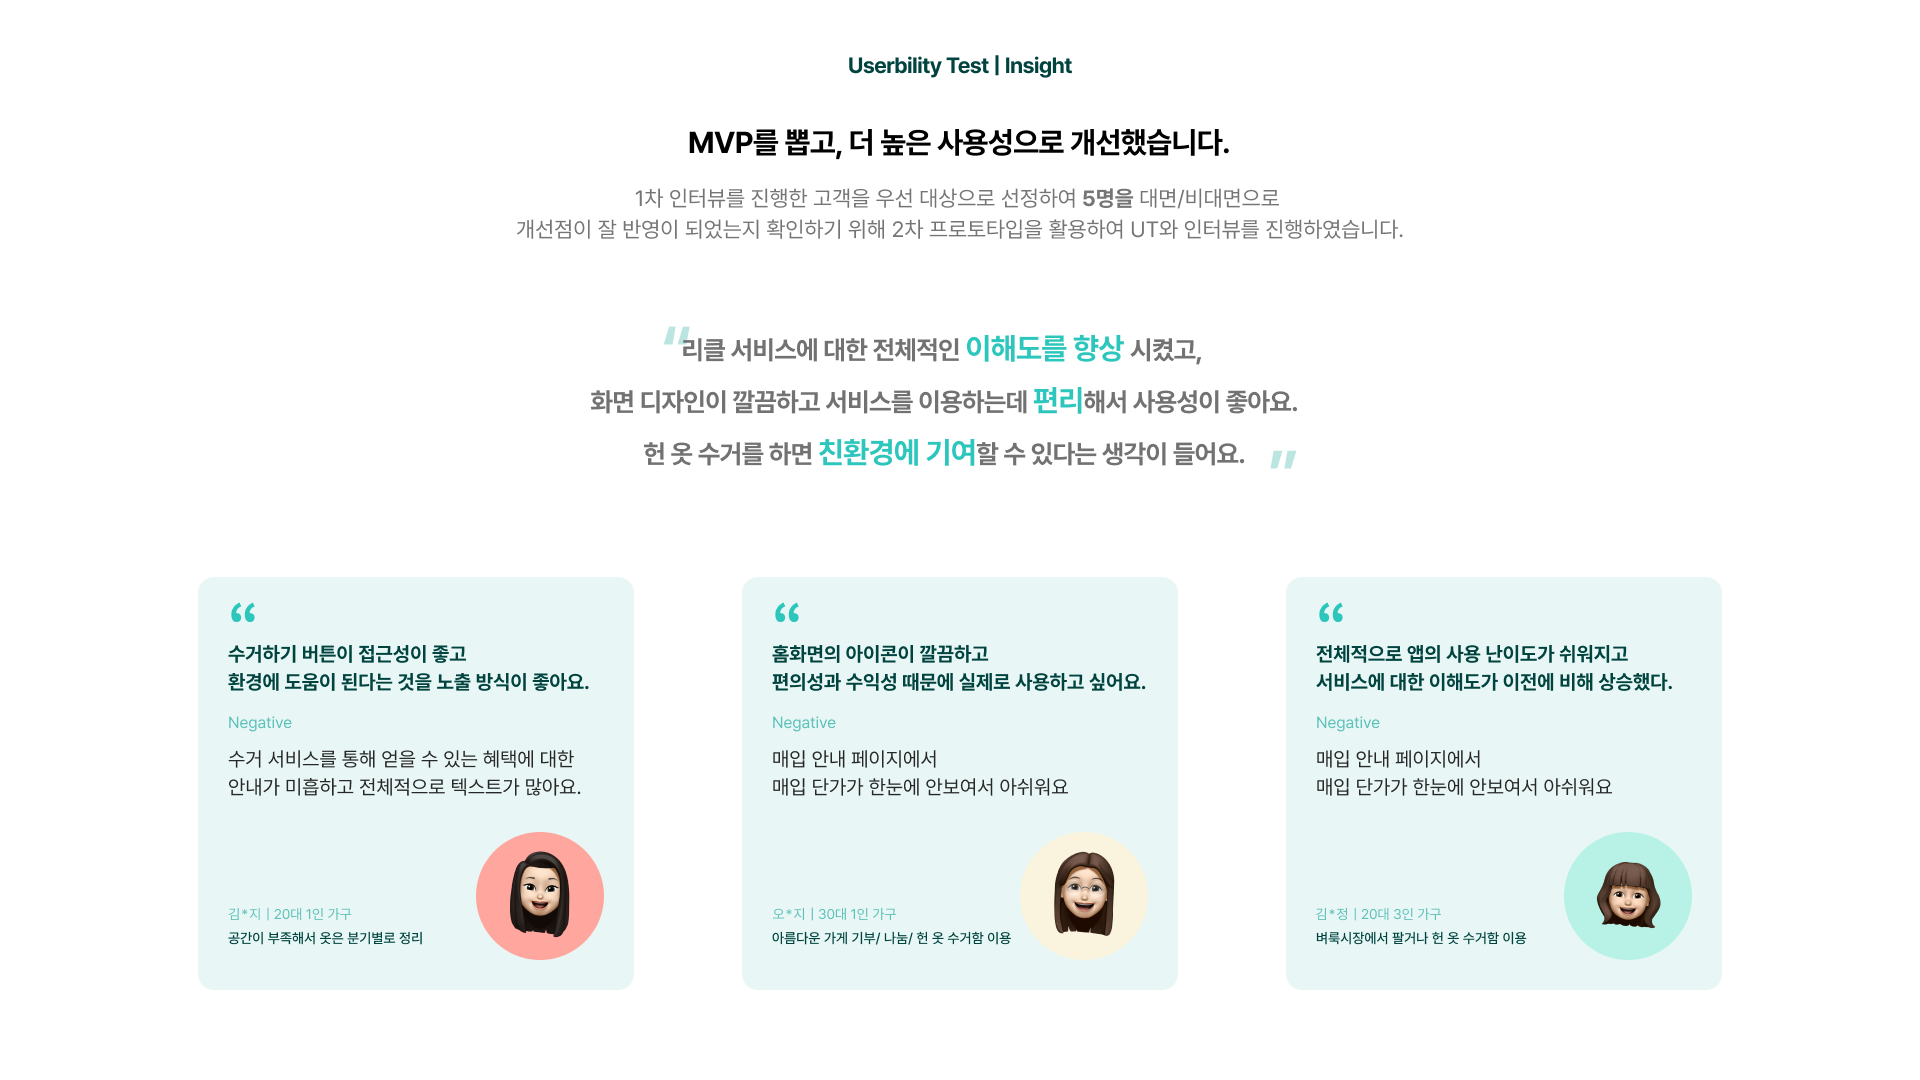 Userbility Test | Insight
MVP를 뽑고, 더 높은 사용성으로 개선했습니다.
1차 인터뷰를 진행한 고객을 우선 대상으로 선정하여 5명을 대면/비대면으로
개선점이 잘 반영이 되었는지 확인하기 위해 2차 프로토타입을 활용하여 UT와 인터뷰를 진행하였습니다.
“리클 서비스에 대한 전체적인 이해도를 향상 시켰고,
화면 디자인이 깔끔하고 서비스를 이용하는데 편리해서 사용성이 좋아요.
헌 옷 수거를 하면 친환경에 기여할 수 있다는 생각이 들어요. ”
“
수거하기 버튼이 접근성이 좋고
환경에 도움이 된다는 것을 노출 방식이 좋아요.
Negative
수거 서비스를 통해 얻을 수 있는 혜택에 대한
안내가 미흡하고 전체적으로 텍스트가 많아요.
김*지 | 20대 1인 가구
공간이 부족해서 옷은 분기별로 정리
“
홈화면의 아이콘이 깔끔하고
편의성과 수익성 때문에 실제로 사용하고 싶어요.
Negative
매입 안내 페이지에서
매입 단가가 한눈에 안보여서 아쉬워요
오*지 | 30대 1인 가구
아름다운 가게 기부/ 나눔/ 헌 옷 수거함 이용
“
전체적으로 앱의 사용 난이도가 쉬워지고
서비스에 대한 이해도가 이전에 비해 상승했다.
Negative
매입 안내 페이지에서
매입 단가가 한눈에 안보여서 아쉬워요
김*정 | 20대 3인 가구
벼룩시장에서 팔거나 헌 옷 수거함 이용